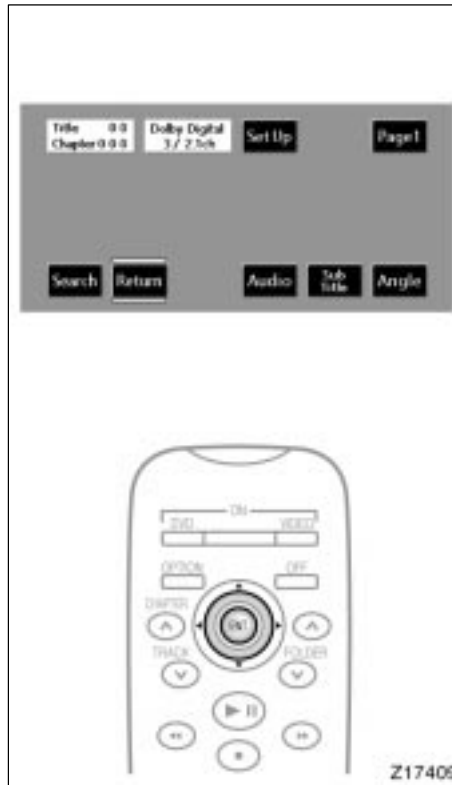 Title 0 0
Chapter 0 0 0
Dolby Digital
3 / 2.1ch
Set Up
Page1
Search
Return
Audio
Sub
Title
Angle
ON
DVD
VIDEO
OPTION
OFF
CHAPTER
ENT
TRACK
FOLDER
Z17409